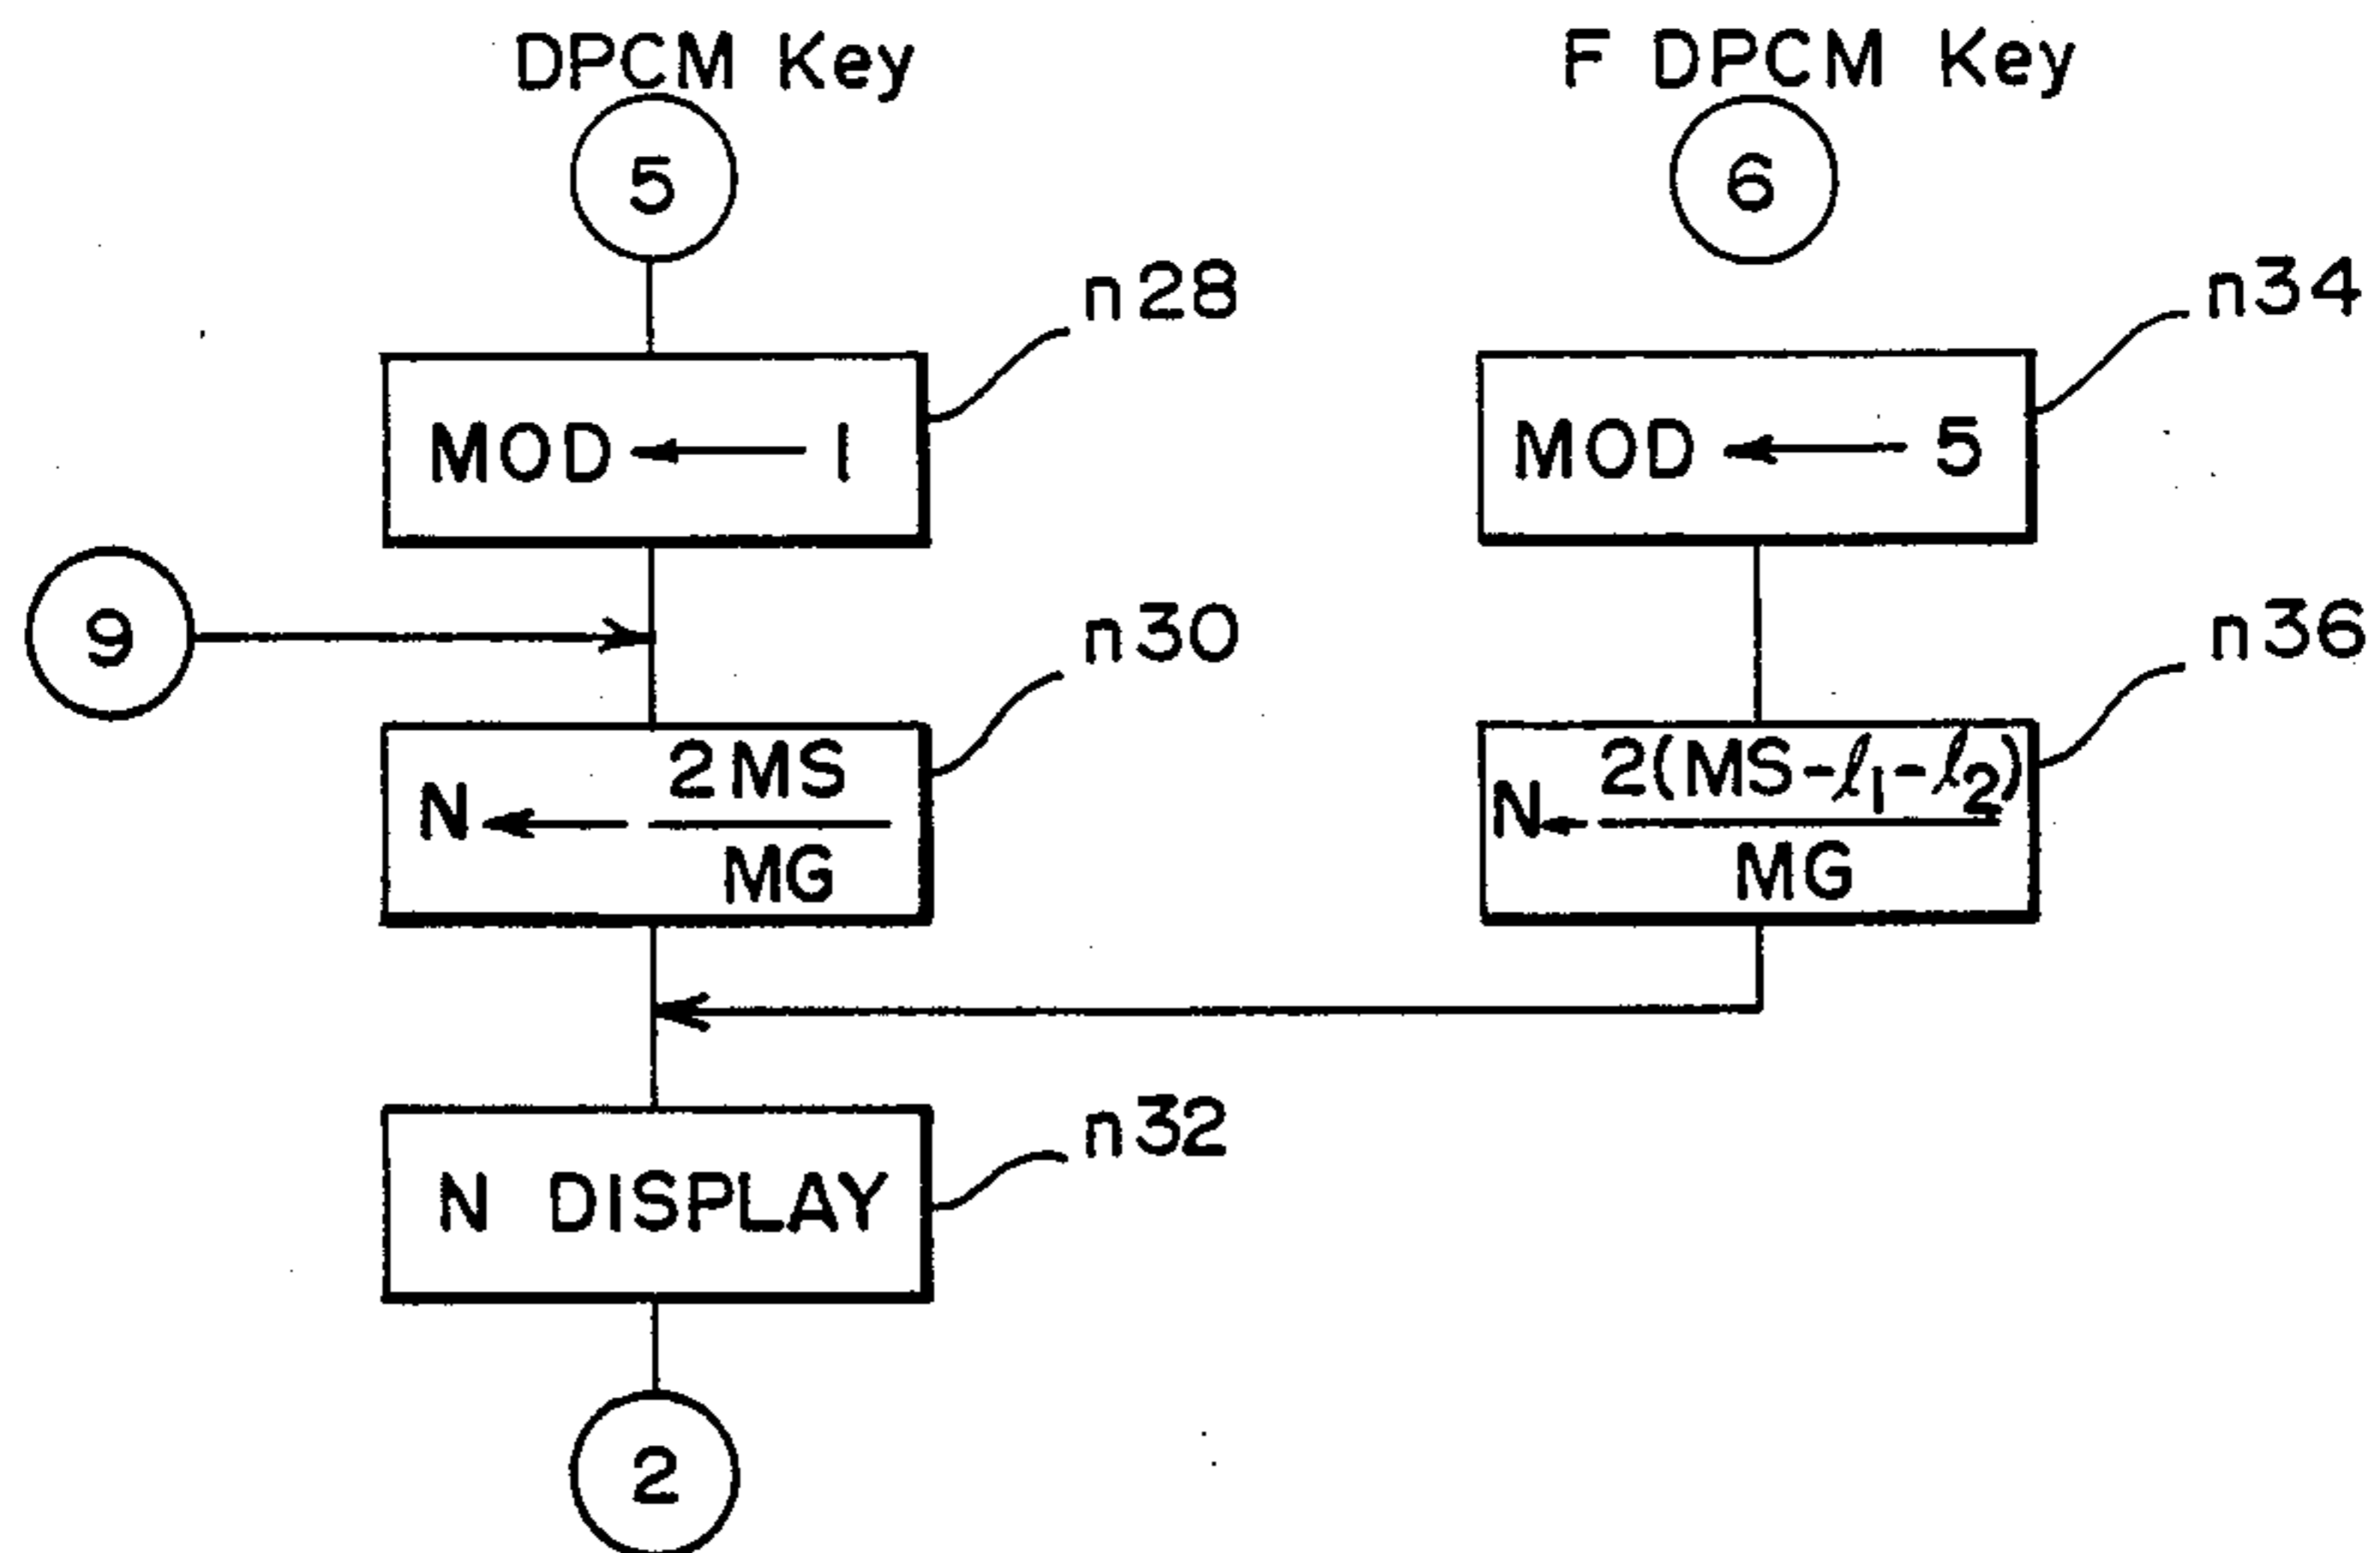 DPCM Key
5
n28
MOD ← 1
9
n30
N ← 2MS
MG
n32
N DISPLAY
2
F DPCM Key
6
n34
MOD ← 5
n36
N ← 2(MS-ℓ1-ℓ2)
MG